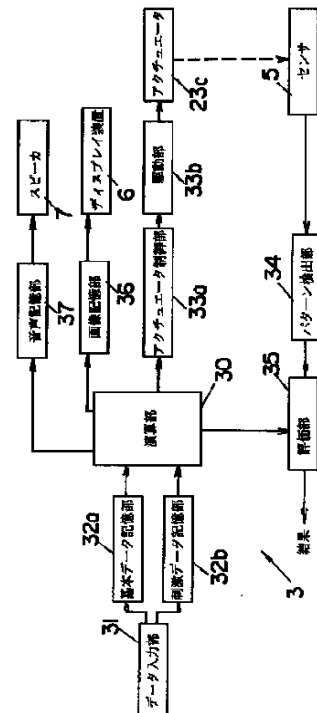 スピーカ
7
音声記憶部
37
ディスプレイ装置
6
画像記憶部
36
アクチュエータ
23c
駆動部
33b
アクチュエータ制御部
33a
演算部
30
基本データ記憶部
32a
刺激データ記憶部
32b
データ入力部
31
センサ
5
パターン検出部
34
評価部
35
結果
3